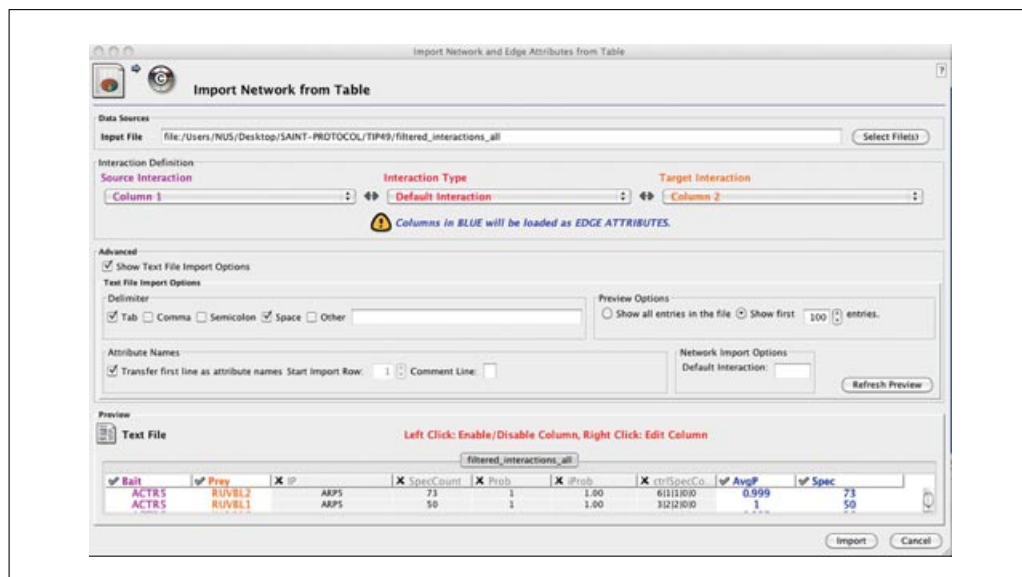 Import Network and Edge Attributes from Table
Import Network from Table
?
Data Sources
Input File file:/Users/NUS/Desktop/SAINT-PROTOCOL/TIP49/filtered_interactions_all Select File(s)
Interaction Definition
Source Interaction Interaction Type Target Interaction
Column 1 Default Interaction Column 2
Columns in BLUE will be loaded as EDGE ATTRIBUTES.
Advanced
Show Text File Import Options
Text File Import Options
Delimiter Preview Options
Tab Comma Semicolon Space Other Show all entries in the file Show first 100 entries.
Attribute Names Network Import Options
Transfer first line as attribute names Start Import Row: 1 Comment Line: Default Interaction:
Refresh Preview
Preview
Text File Left Click: Enable/Disable Column, Right Click: Edit Column
filtered_interactions_all
Bait Prey IP SpecCount Prob iProb ctrlSpecCo... AvgP Spec
ACTR5 RUVBL2 ARP5 73 1 1.00 6|1|1|0|0 0.999 73
ACTR5 RUVBL1 ARP5 50 1 1.00 3|2|2|0|0 1 50
Import Cancel